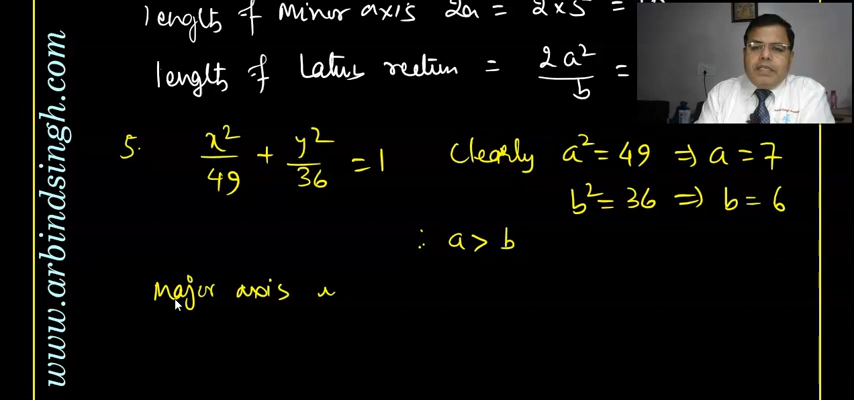 length of Minor axis 2a = 2 x 5 =
length of Latus rectum = 2a²/b =
5. x²/49 + y²/36 = 1 Clearly a² = 49 ⇒ a = 7
b² = 36 ⇒ b = 6
∴ a > b
Major axis
www.arbindsingh.com